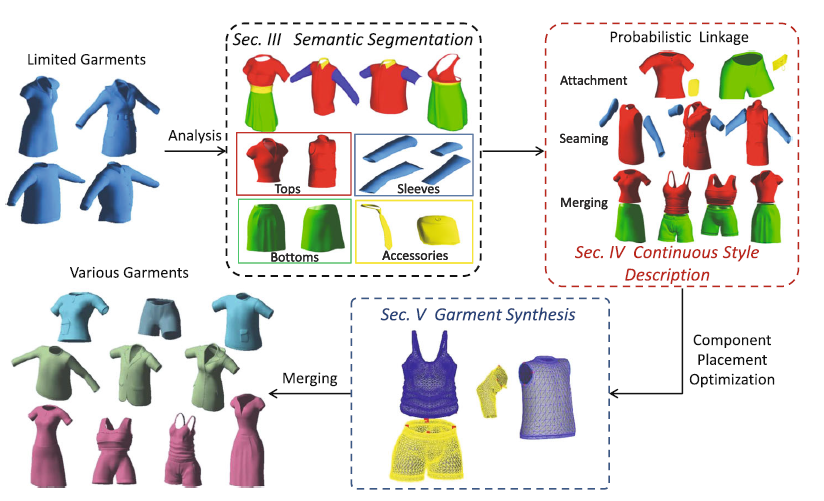 Limited Garments
Analysis
Sec. III Semantic Segmentation
Tops
Sleeves
Bottoms
Accessories
Probabilistic Linkage
Attachment
Seaming
Merging
Sec. IV Continuous Style
Description
Component
Placement
Optimization
Sec. V Garment Synthesis
Merging
Various Garments